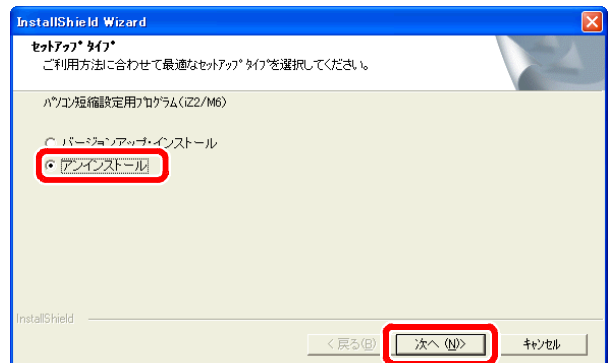 InstallShield Wizard
セットアップ タイプ
ご利用方法に合わせて最適なセットアップ タイプを選択してください。
パソコン短縮設定用プログラム(iZ2/M6)
バージョンアップ・インストール
アンインストール
InstallShield
< 戻る(B) 次へ (N)> キャンセル